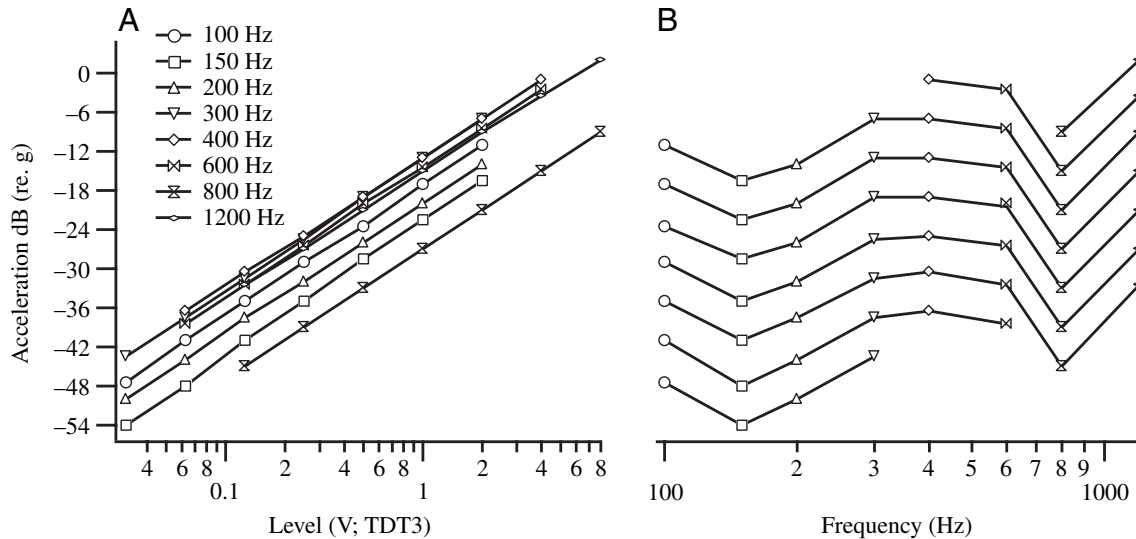 A
B
100 Hz
150 Hz
200 Hz
300 Hz
400 Hz
600 Hz
800 Hz
1200 Hz
Acceleration dB (re. g)
0
–6
–12
–18
–24
–30
–36
–42
–48
–54
4 6 8 2 4 6 8 2 4 6 8
0.1 1
Level (V; TDT3)
2 3 4 5 6 7 8 9
100 1000
Frequency (Hz)